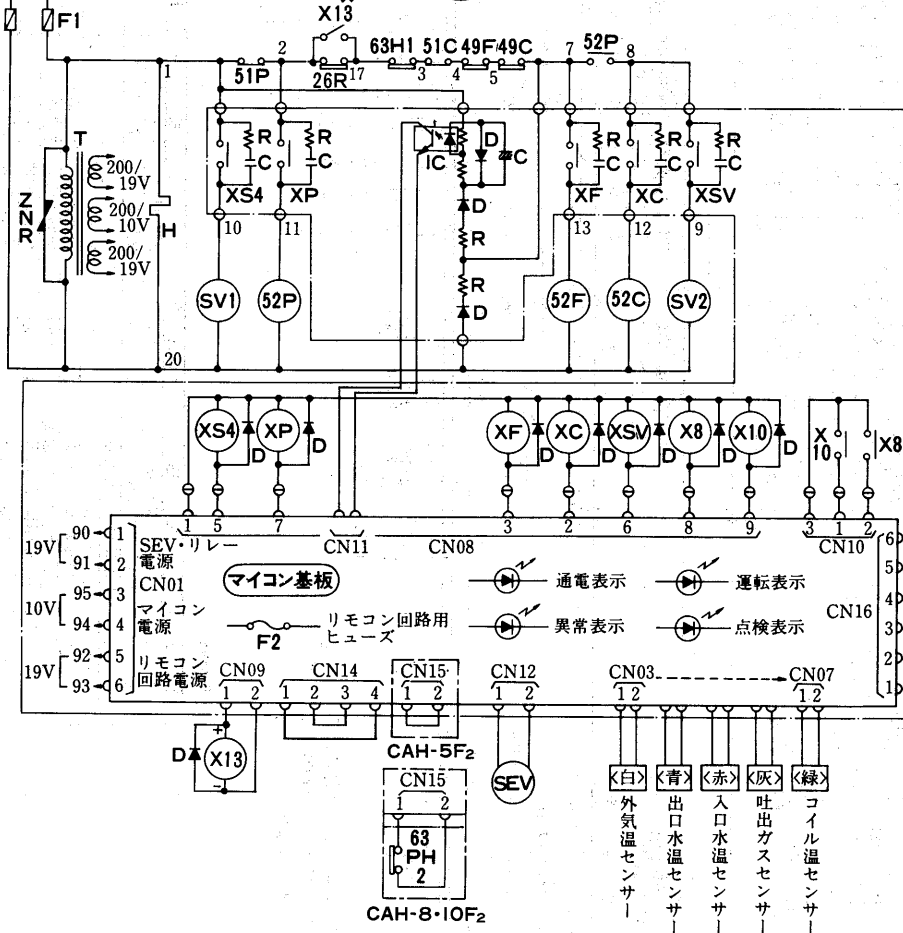 F1
X13
1
2
51P
26R
17
63H1
3
51C
4
49F
5
49C
7
52P
8
T
ZNR
200/
19V
200/
10V
200/
19V
H
R
C
XS4
R
C
XP
IC
D
C
D
R
R
D
R
C
XF
R
C
XC
R
C
XSV
10
11
13
12
9
SV1
52P
52F
52C
SV2
20
XS4
D
XP
D
XF
D
XC
D
XSV
D
X8
D
X10
D
X
10
X8
1
5
7
CN11
CN08
3
2
6
8
9
3
1
2
CN10
19V
90
91
10V
95
94
19V
92
93
1
2
3
4
5
6
SEV・リレー
電源
CN01
マイコン
電源
リモコン
回路電源
マイコン基板
F2
リモコン回路用
ヒューズ
通電表示
運転表示
異常表示
点検表示
CN16
6
5
4
3
2
1
CN09
1 2
CN14
1 2 3 4
CN15
1 2
CN12
1 2
CN03
1 2
CN07
1 2
D
+
X13
-
CAH-5F₂
CN15
1 2
63
PH
2
CAH-8・10F₂
SEV
<白>
外気温センサー
<青>
出口水温センサー
<赤>
入口水温センサー
<灰>
吐出ガスセンサー
<緑>
コイル温センサー